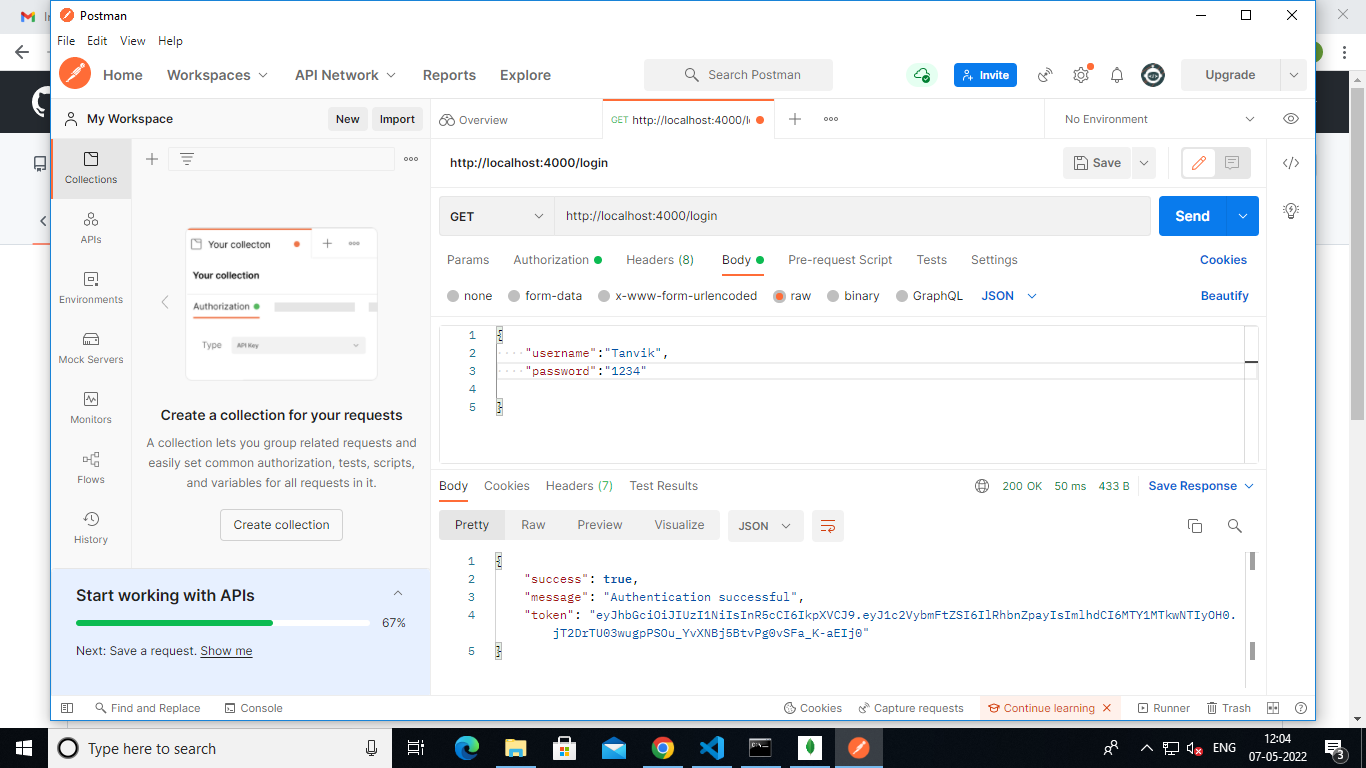 Postman
File Edit View Help
Home Workspaces API Network Reports Explore Search Postman Invite Upgrade
My Workspace New Import Overview GET http://localhost:4000/l No Environment
Collections
APIs
Environments
Mock Servers
Monitors
Flows
History
Your collecton
Your collection
Authorization
Type API Key
Create a collection for your requests
A collection lets you group related requests and
easily set common authorization, tests, scripts,
and variables for all requests in it.
Create collection
Start working with APIs
67%
Next: Save a request. Show me
http://localhost:4000/login Save
GET http://localhost:4000/login Send
Params Authorization Headers (8) Body Pre-request Script Tests Settings Cookies
none form-data x-www-form-urlencoded raw binary GraphQL JSON Beautify
1 {
2 "username":"Tanvik",
3 "password":"1234"
4
5 }
Body Cookies Headers (7) Test Results 200 OK 50 ms 433 B Save Response
Pretty Raw Preview Visualize JSON
1 {
2 "success": true,
3 "message": "Authentication successful",
4 "token": "eyJhbGciOiJIUzI1NiIsInR5cCI6IkpXVCJ9.eyJ1c2VybmFtZSI6IlRhbnZpayIsImlhdCI6MTY1MTkwNTIyOH0.
jT2DrTU03wugpPSOu_YvXNBj5BtvPg0vSFa_K-aEIj0"
5 }
Find and Replace Console Cookies Capture requests Continue learning Runner Trash
Type here to search ENG 12:04
07-05-2022 3